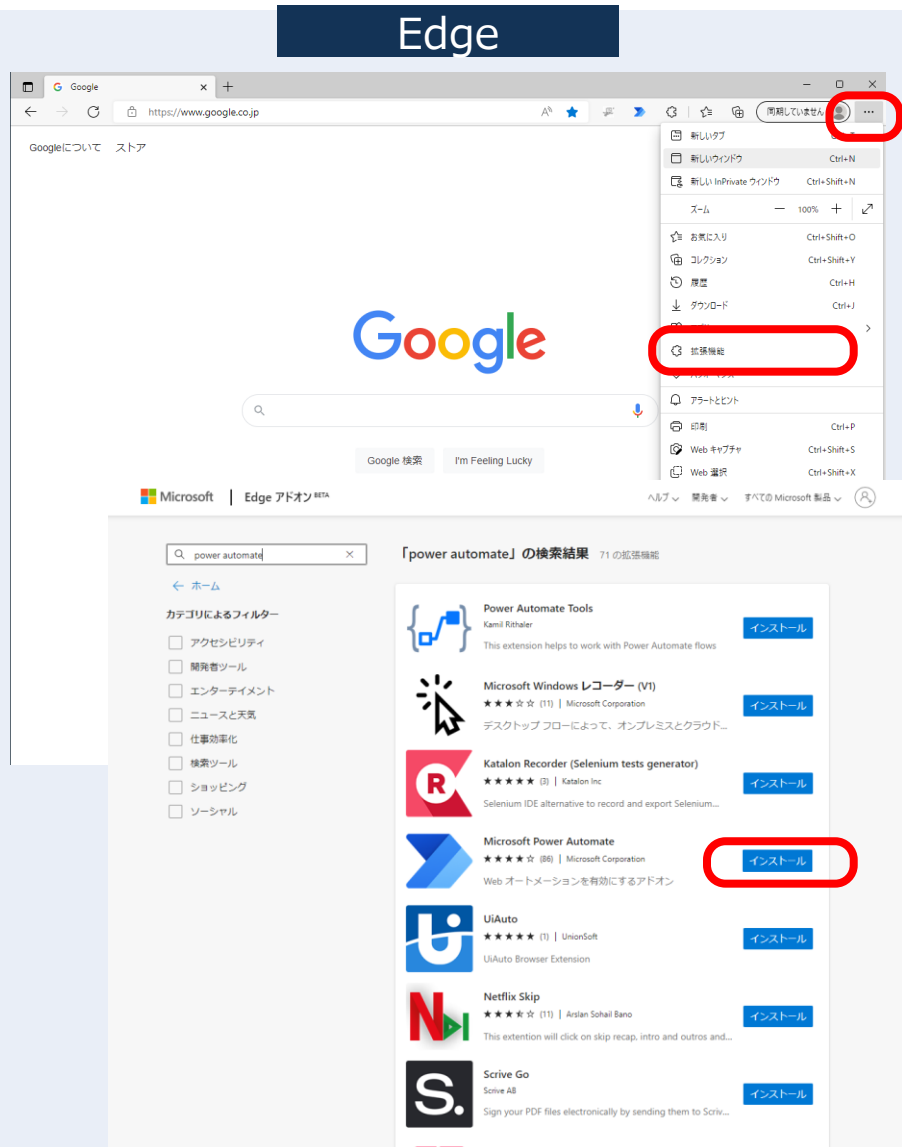 Edge
Google
https://www.google.co.jp
同期していません
Googleについて ストア
新しいタブ
新しいウィンドウ Ctrl+N
新しい InPrivate ウィンドウ Ctrl+Shift+N
ズーム 100%
お気に入り Ctrl+Shift+O
コレクション Ctrl+Shift+Y
履歴 Ctrl+H
ダウンロード Ctrl+J
拡張機能
アラートとヒント
印刷 Ctrl+P
Web キャプチャ Ctrl+Shift+S
Web 選択 Ctrl+Shift+X
Google
Google 検索 I'm Feeling Lucky
Microsoft Edge アドオン BETA
ヘルプ 開発者 すべての Microsoft 製品
power automate
「power automate」の検索結果 71 の拡張機能
ホーム
カテゴリによるフィルター
アクセシビリティ
開発者ツール
エンターテイメント
ニュースと天気
仕事効率化
検索ツール
ショッピング
ソーシャル
Power Automate Tools
Kamil Rithaler
This extension helps to work with Power Automate flows
インストール
Microsoft Windows レコーダー (V1)
(11) | Microsoft Corporation
デスクトップ フローによって、オンプレミスとクラウド...
インストール
R
Katalon Recorder (Selenium tests generator)
(3) | Katalon Inc
Selenium IDE alternative to record and export Selenium...
インストール
Microsoft Power Automate
(86) | Microsoft Corporation
Web オートメーションを有効にするアドオン
インストール
UiAuto
(1) | UnionSoft
UiAuto Browser Extension
インストール
Netflix Skip
(11) | Arslan Sohail Bano
This extention will click on skip recap, intro and outros and...
インストール
S.
Scrive Go
Scrive AB
Sign your PDF files electronically by sending them to Scriv...
インストール